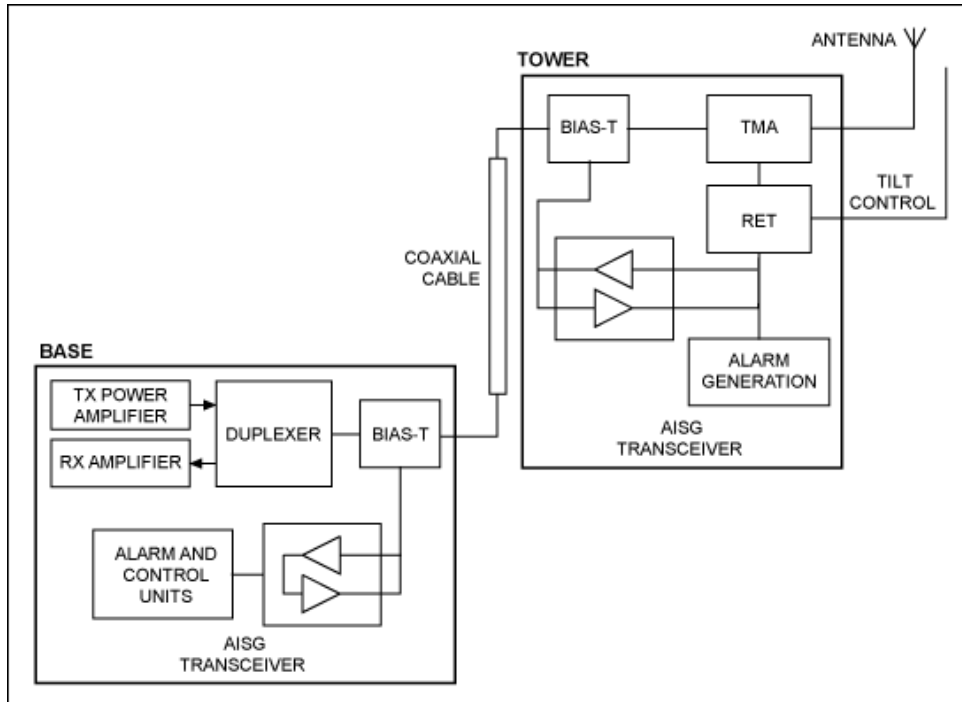 ANTENNA
TOWER
BIAS-T
TMA
TILT
CONTROL
RET
COAXIAL
CABLE
ALARM
GENERATION
AISG
TRANSCEIVER
BASE
TX POWER
AMPLIFIER
DUPLEXER
BIAS-T
RX AMPLIFIER
ALARM AND
CONTROL
UNITS
AISG
TRANSCEIVER